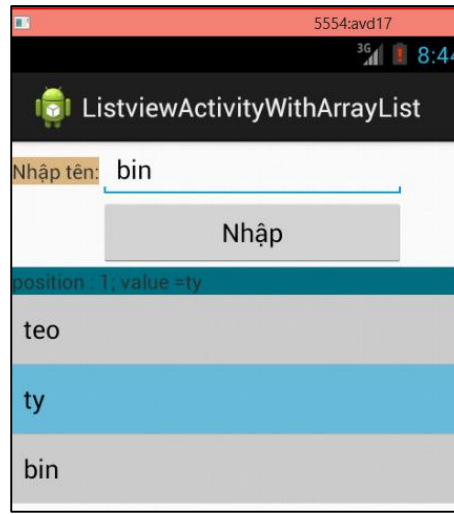 5554:avd17
3G 8:44
ListviewActivityWithArrayList
Nhập tên: bin
Nhập
position : 1; value =ty
teo
ty
bin